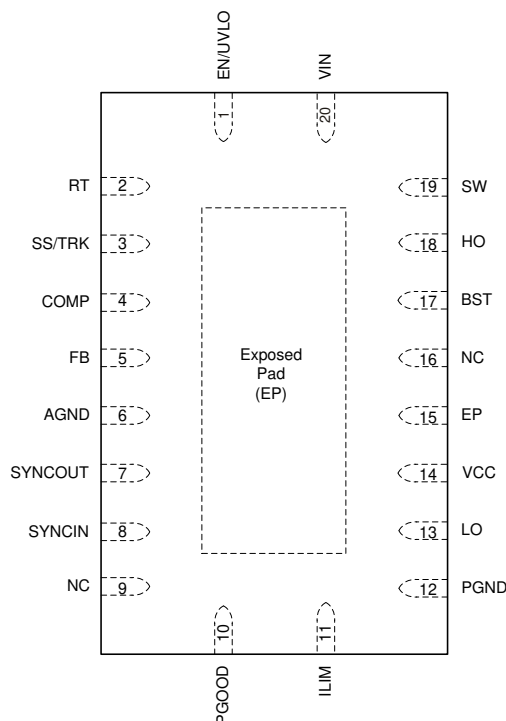 EN/UVLO
VIN
1
20
RT 2
19 SW
SS/TRK 3
18 HO
COMP 4
17 BST
FB 5
16 NC
Exposed
Pad
(EP)
AGND 6
15 EP
SYNCOUT 7
14 VCC
SYNCIN 8
13 LO
NC 9
12 PGND
10
11
PGOOD
ILIM